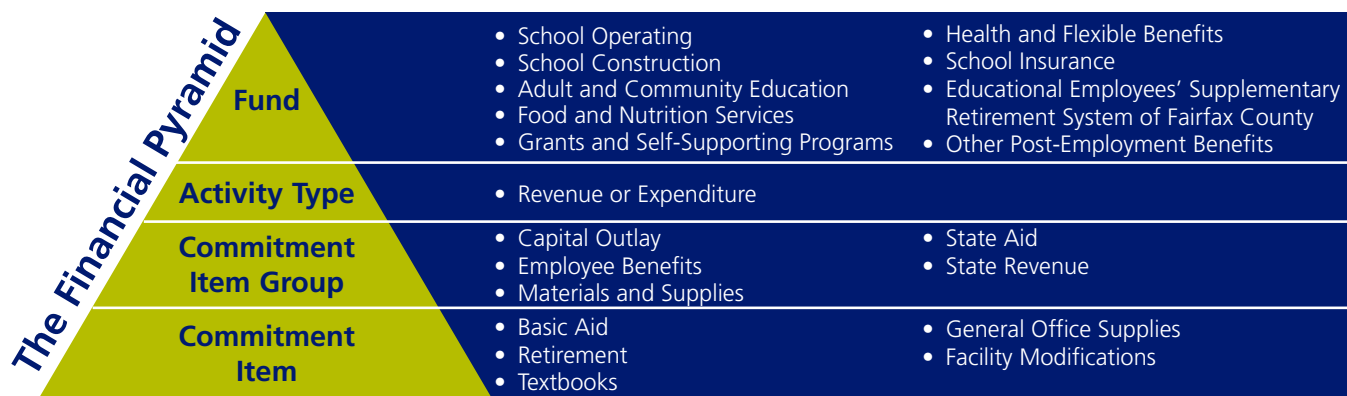 The Financial Pyramid
Fund
• School Operating
• School Construction
• Adult and Community Education
• Food and Nutrition Services
• Grants and Self-Supporting Programs
• Health and Flexible Benefits
• School Insurance
• Educational Employees’ Supplementary
Retirement System of Fairfax County
• Other Post-Employment Benefits
Activity Type
• Revenue or Expenditure
Commitment
Item Group
• Capital Outlay
• Employee Benefits
• Materials and Supplies
• State Aid
• State Revenue
Commitment
Item
• Basic Aid
• Retirement
• Textbooks
• General Office Supplies
• Facility Modifications